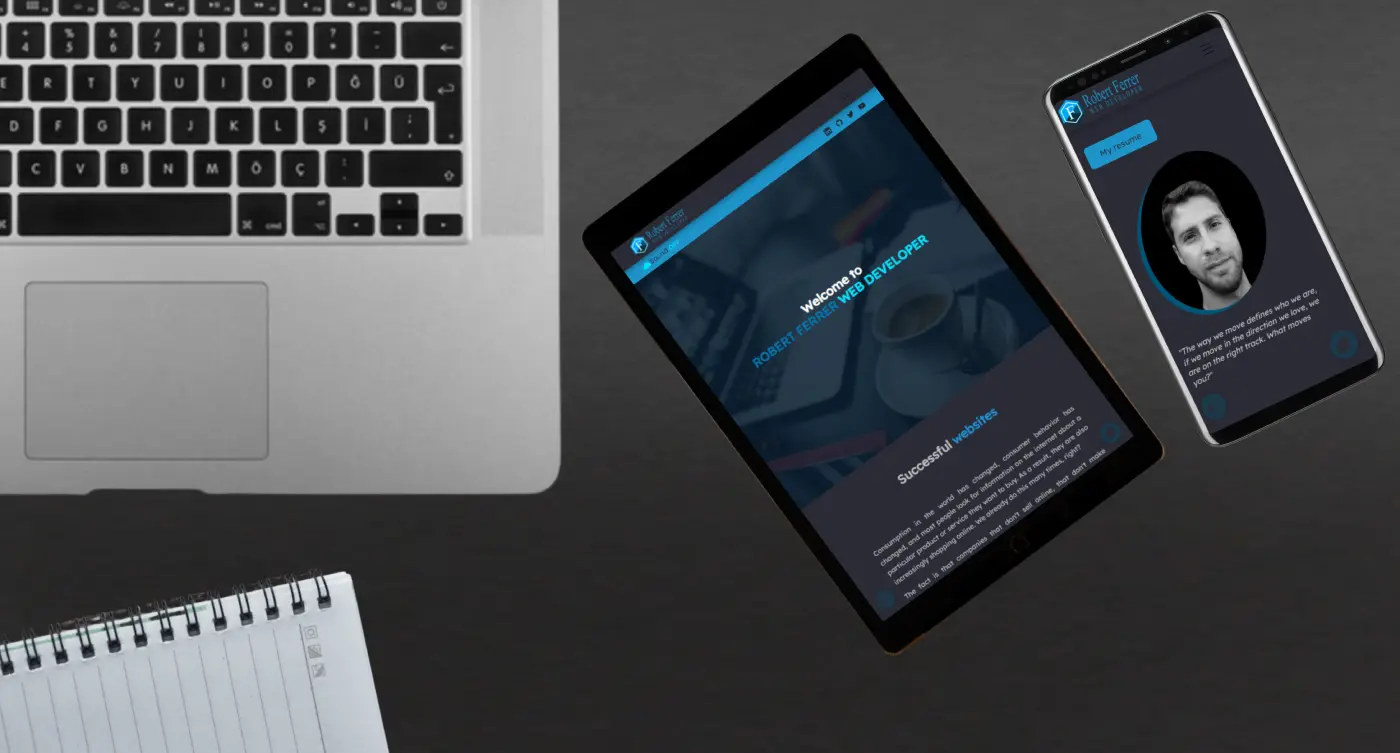 +
4
%
5
&
6
/
7
(
8
)
9
=
0
?
*
-
E
R
T
Y
U
I
O
P
Ğ
Ü
D
F
G
H
J
K
L
Ş
İ
;
,
C
V
B
N
M
Ö
Ç
:
.
⌘
⌘ cmd
Robert Ferrer
Welcome to
ROBERT FERRER WEB DEVELOPER
Successful websites
Consumption in the world has changed, consumer behavior has
changed, and most people look for information on the internet about a
particular product or service they want to buy. As a result, they are also
increasingly shopping online. We already do this many times, right?
The fact is that companies that don't sell online, that don't make
Robert Ferrer
WEB DEVELOPER
My resume
"The way we move defines who we are,
if we move in the direction we love, we
are on the right track. What moves
you?"